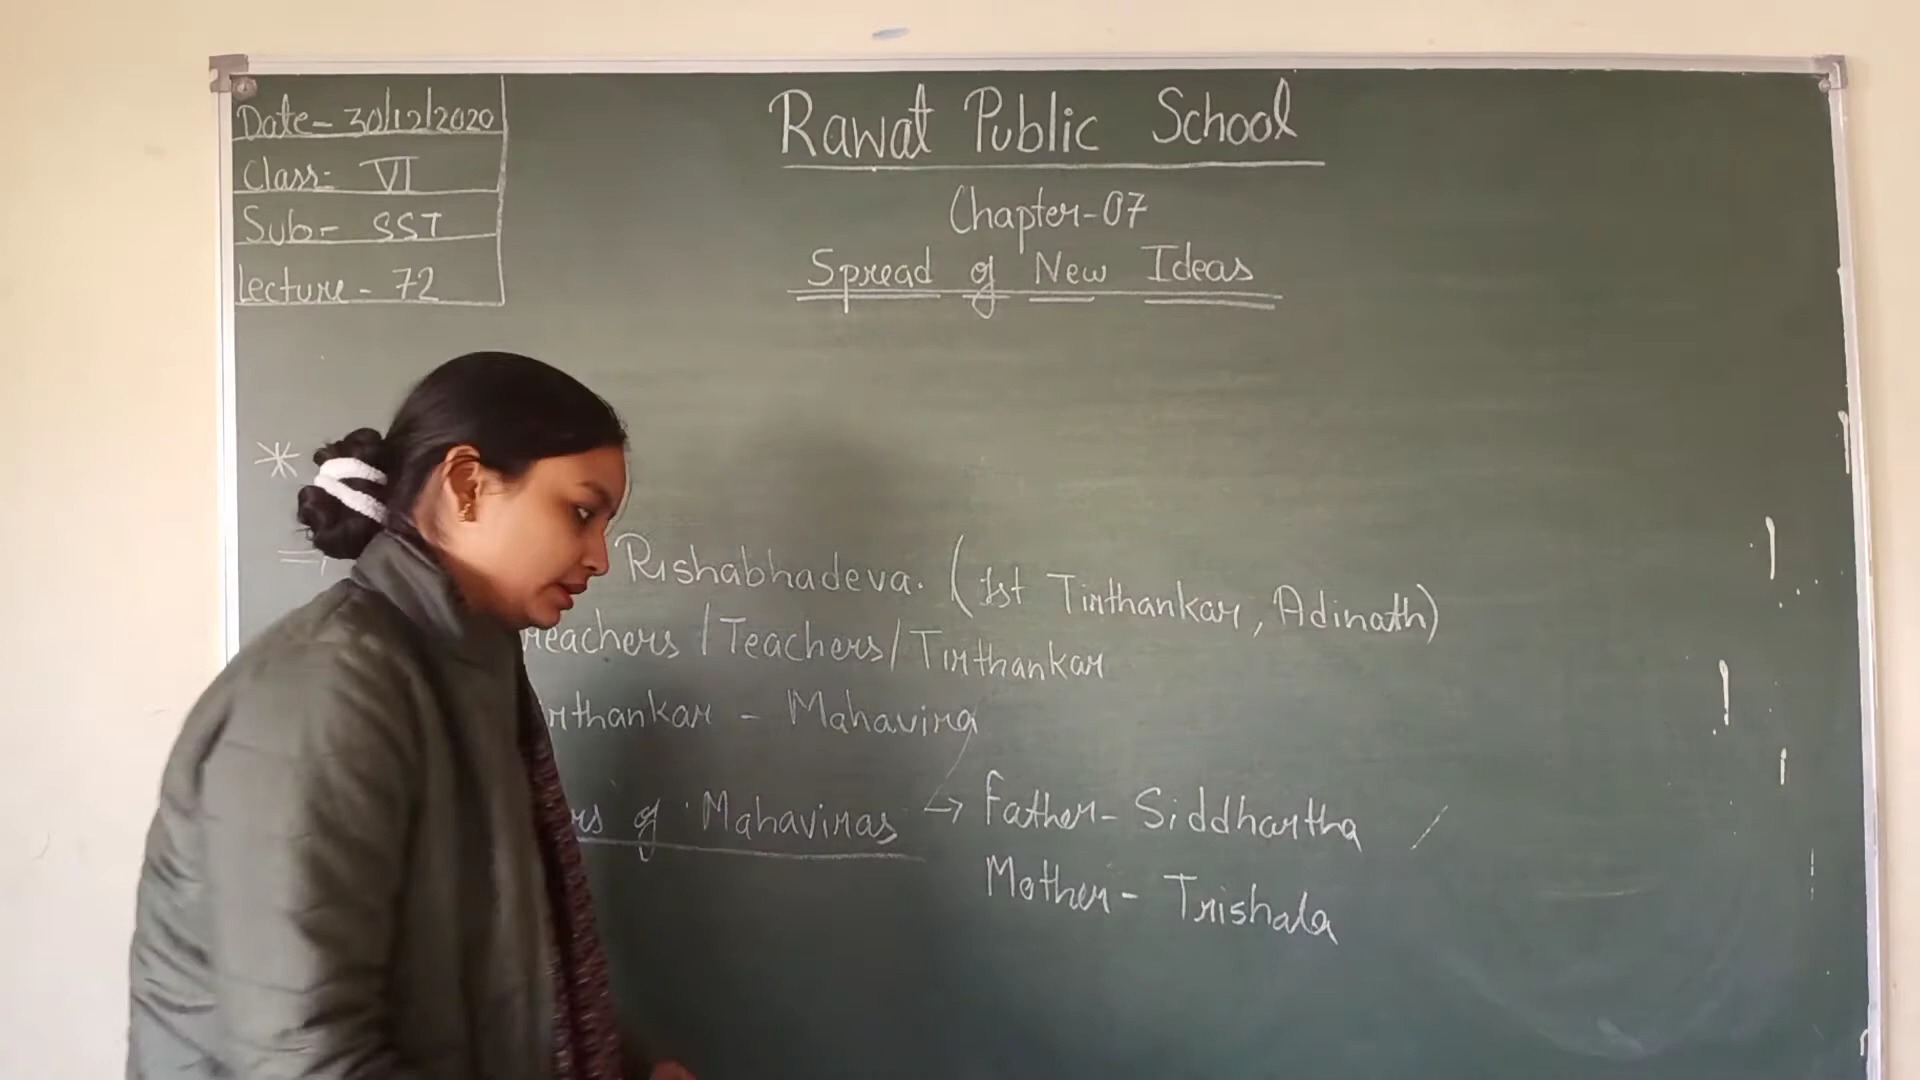 Date- 30/12/2020
Class:- VI
Sub:- SST
Lecture - 72
Rawat Public School
Chapter-07
Spread of New Ideas
*
⇒ Rishabhadeva. (1st Tirthankar, Adinath)
/Teachers/Tirthankar
- Mahavira
of Mahaviras → Father- Siddhartha
Mother- Trishala